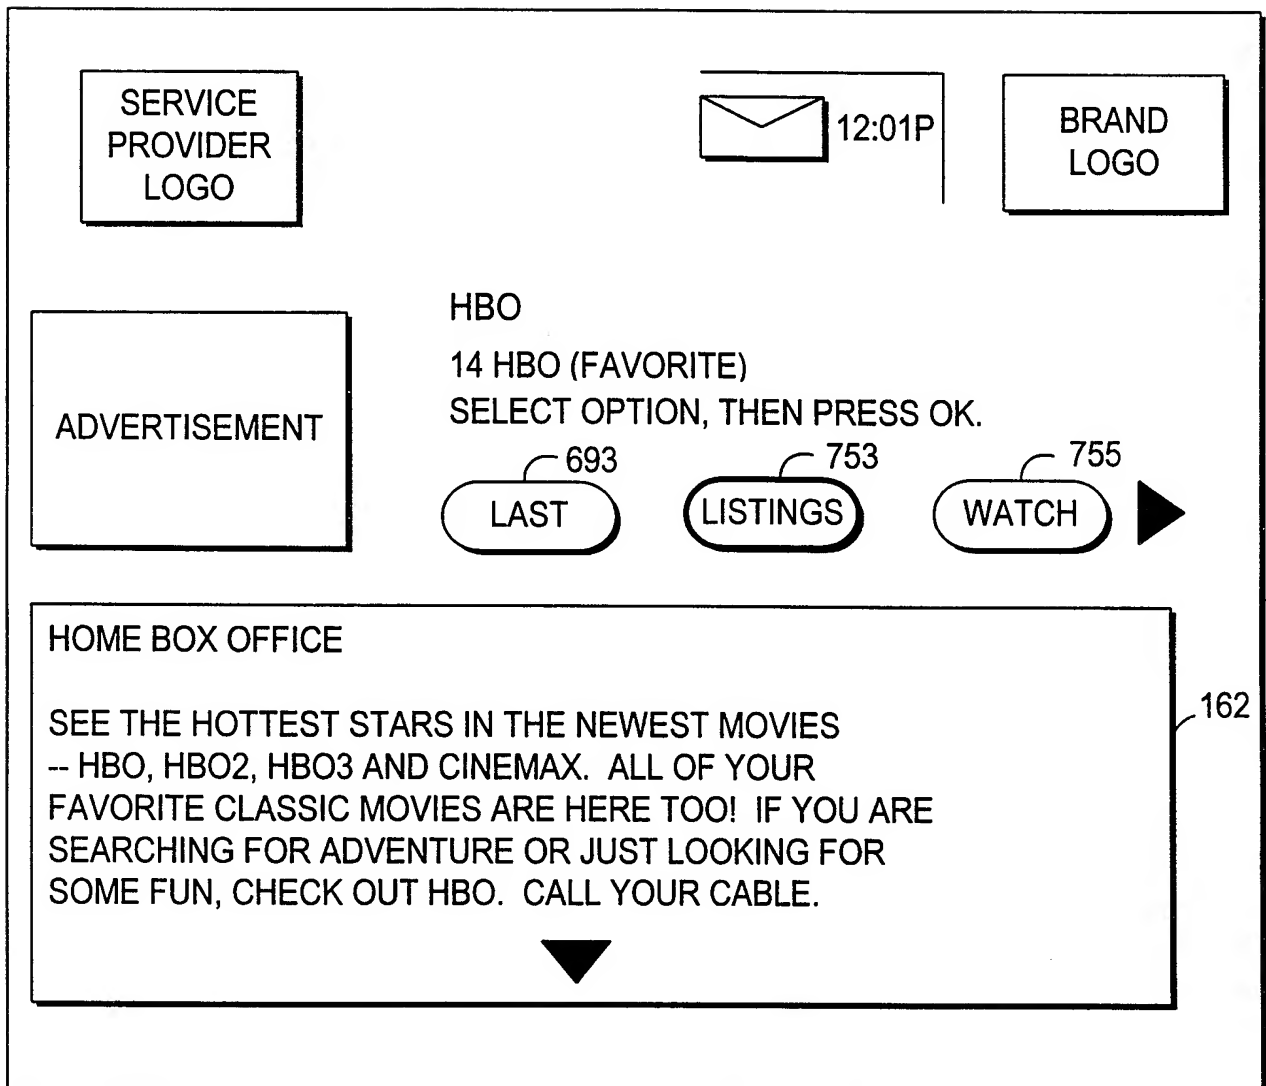 SERVICE
PROVIDER
LOGO
12:01P
BRAND
LOGO
ADVERTISEMENT
HBO
14 HBO (FAVORITE)
SELECT OPTION, THEN PRESS OK.
693
753
755
LAST
LISTINGS
WATCH
HOME BOX OFFICE
SEE THE HOTTEST STARS IN THE NEWEST MOVIES
-- HBO, HBO2, HBO3 AND CINEMAX. ALL OF YOUR
FAVORITE CLASSIC MOVIES ARE HERE TOO! IF YOU ARE
SEARCHING FOR ADVENTURE OR JUST LOOKING FOR
SOME FUN, CHECK OUT HBO. CALL YOUR CABLE.
162